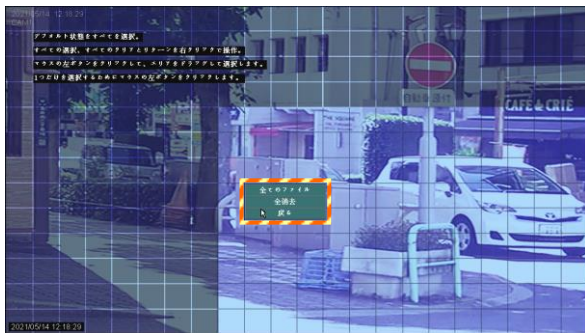 2021/05/14 12:18:29
デフォルト状態をすべてを選択。
すべての選択、すべてのクリアとリターンを右クリックで操作。
マウスの左ボタンをクリックして、エリアをドラッグして選択します。
1つだけを選択するためにマウスの左ボタンをクリックします。
CAFÉ & CRIÉ
全てのファイル
全消去
戻る
2021/05/14 12:18:29